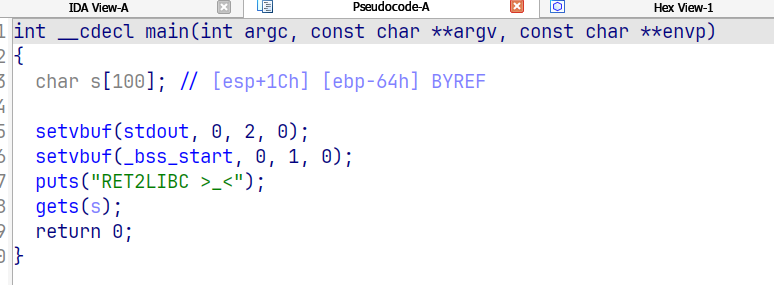 IDA View-A Pseudocode-A Hex View-1
1 int __cdecl main(int argc, const char **argv, const char **envp)
2 {
3 char s[100]; // [esp+1Ch] [ebp-64h] BYREF
4
5 setvbuf(stdout, 0, 2, 0);
6 setvbuf(_bss_start, 0, 1, 0);
7 puts("RET2LIBC >_<");
8 gets(s);
9 return 0;
0 }